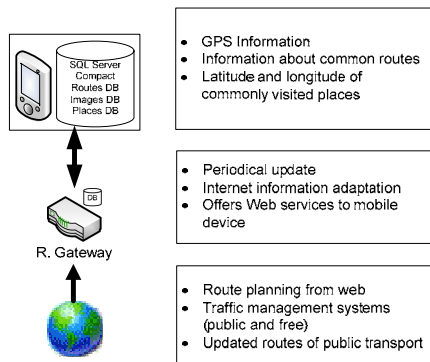 SQL Server
Compact
Routes DB
Images DB
Places DB
• GPS Information
• Information about common routes
• Latitude and longitude of
commonly visited places
DB
R. Gateway
• Periodical update
• Internet information adaptation
• Offers Web services to mobile
device
• Route planning from web
• Traffic management systems
(public and free)
• Updated routes of public transport